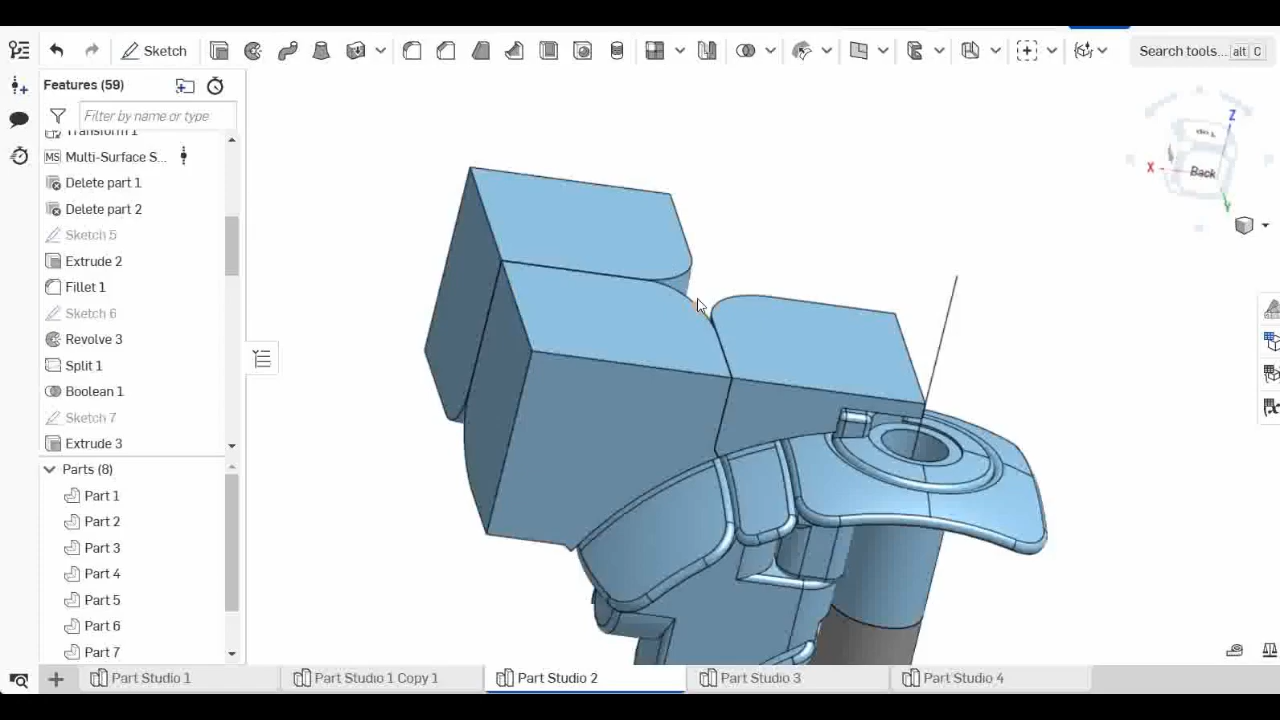 Sketch
Search tools... alt C
Features (59)
Filter by name or type
Transform 1
MS Multi-Surface S...
Delete part 1
Delete part 2
Sketch 5
Extrude 2
Fillet 1
Sketch 6
Revolve 3
Split 1
Boolean 1
Sketch 7
Extrude 3
Parts (8)
Part 1
Part 2
Part 3
Part 4
Part 5
Part 6
Part 7
Z
X
Back
Y
Part Studio 1
Part Studio 1 Copy 1
Part Studio 2
Part Studio 3
Part Studio 4